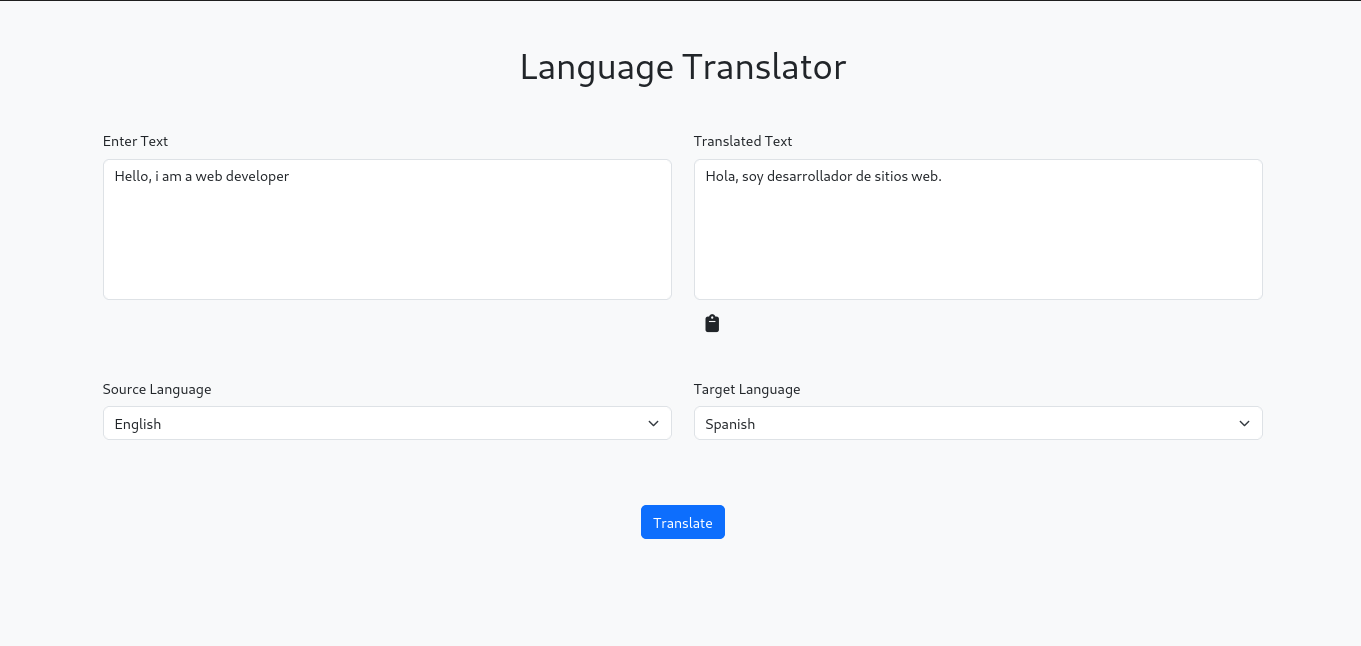 Language Translator
Enter Text
Hello, i am a web developer
Translated Text
Hola, soy desarrollador de sitios web.
Source Language
English
Target Language
Spanish
Translate